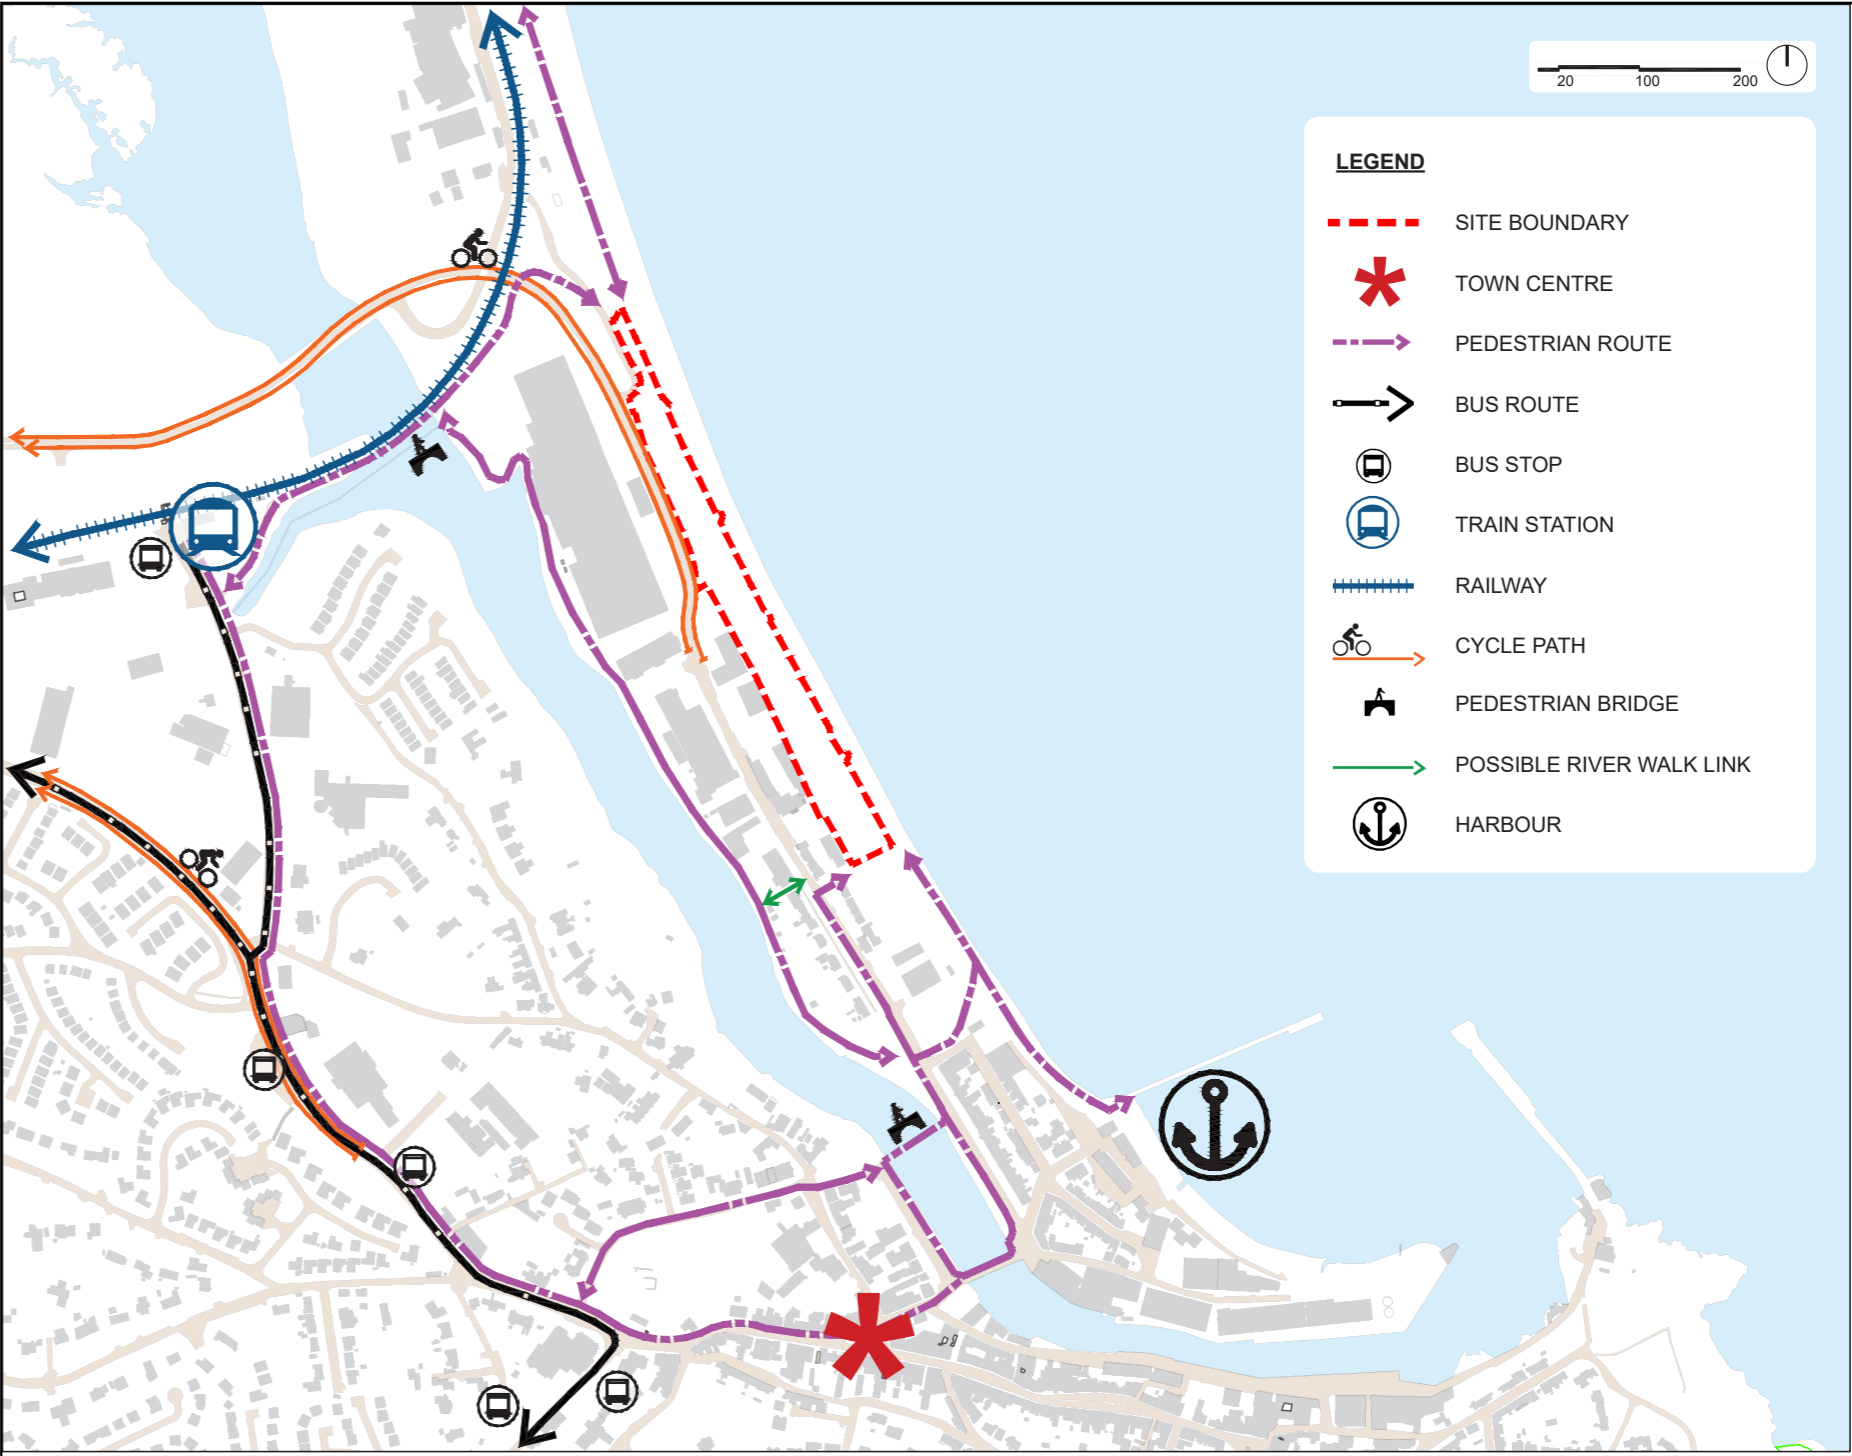 20 100 200
LEGEND
SITE BOUNDARY
TOWN CENTRE
PEDESTRIAN ROUTE
BUS ROUTE
BUS STOP
TRAIN STATION
RAILWAY
CYCLE PATH
PEDESTRIAN BRIDGE
POSSIBLE RIVER WALK LINK
HARBOUR